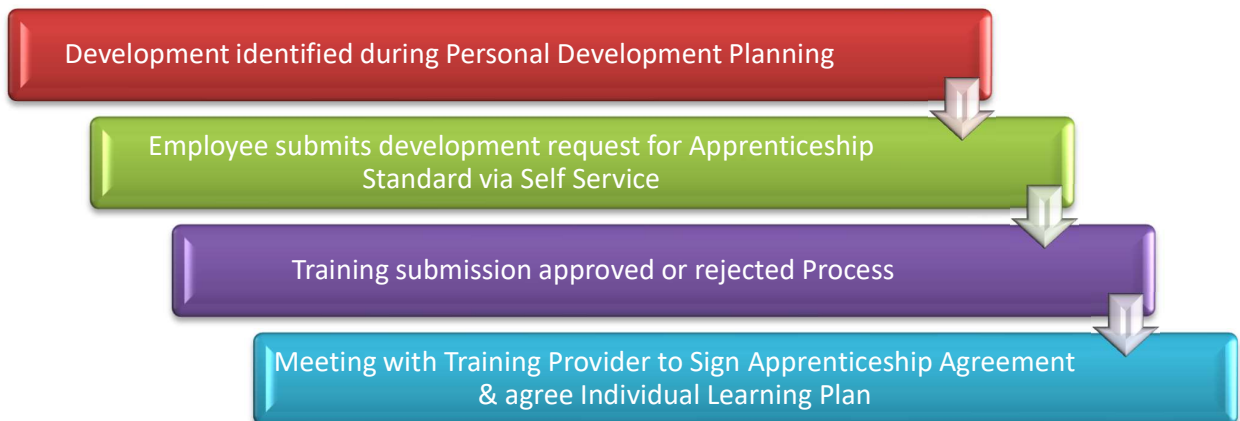 Development identified during Personal Development Planning
Employee submits development request for Apprenticeship
Standard via Self Service
Training submission approved or rejected Process
Meeting with Training Provider to Sign Apprenticeship Agreement
& agree Individual Learning Plan